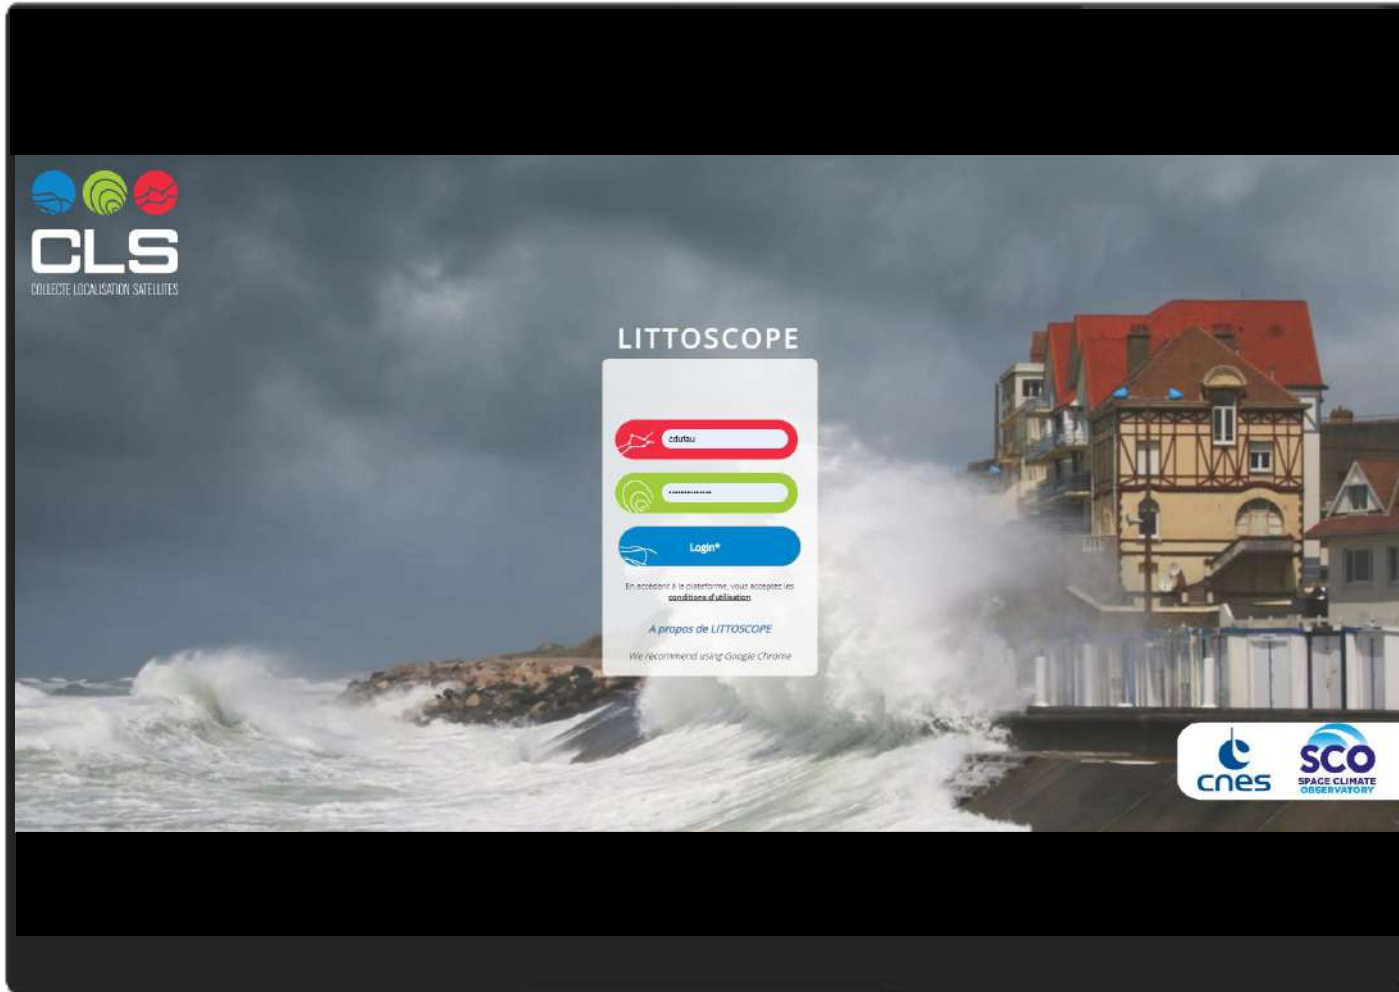 CLS
COLLECTE LOCALISATION SATELLITES
LITTOSCOPE
cdufau
Login*
En accédant à la plateforme, vous acceptez les
conditions d'utilisation
A propos de LITTOSCOPE
We recommend using Google Chrome
cnes
SCO
SPACE CLIMATE
OBSERVATORY